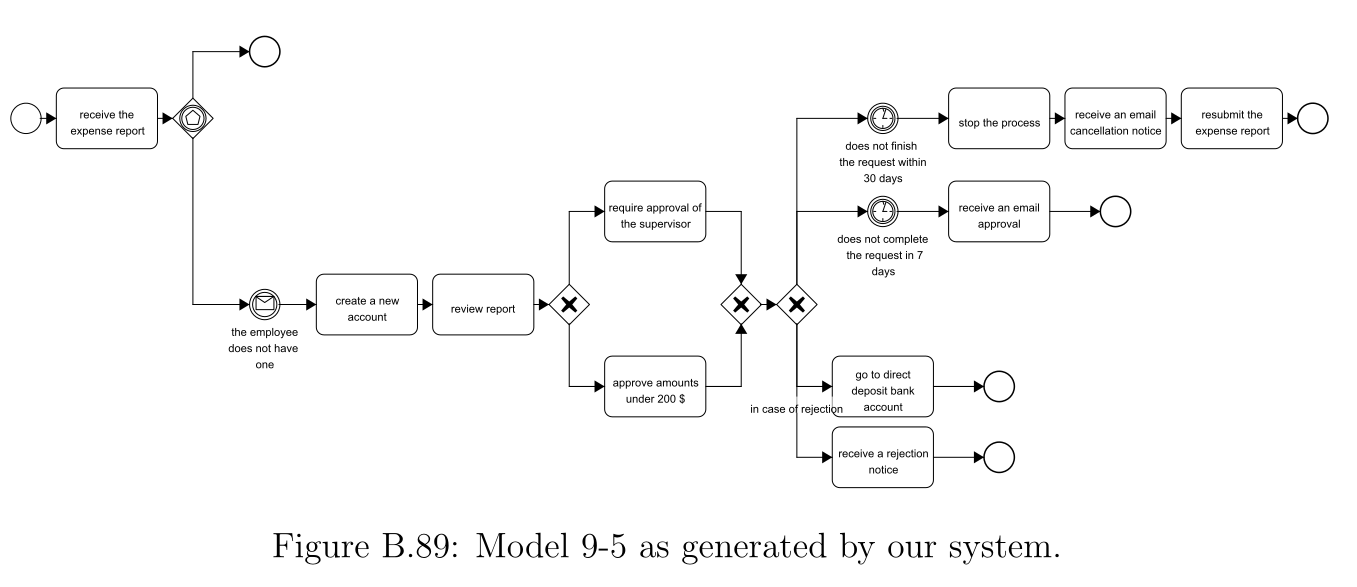 receive the
expense report
the employee
does not have
one
create a new
account
review report
require approval of
the supervisor
approve amounts
under 200 $
does not finish
the request within
30 days
stop the process
receive an email
cancellation notice
resubmit the
expense report
does not complete
the request in 7
days
receive an email
approval
go to direct
deposit bank
account
in case of rejection
receive a rejection
notice
Figure B.89: Model 9-5 as generated by our system.